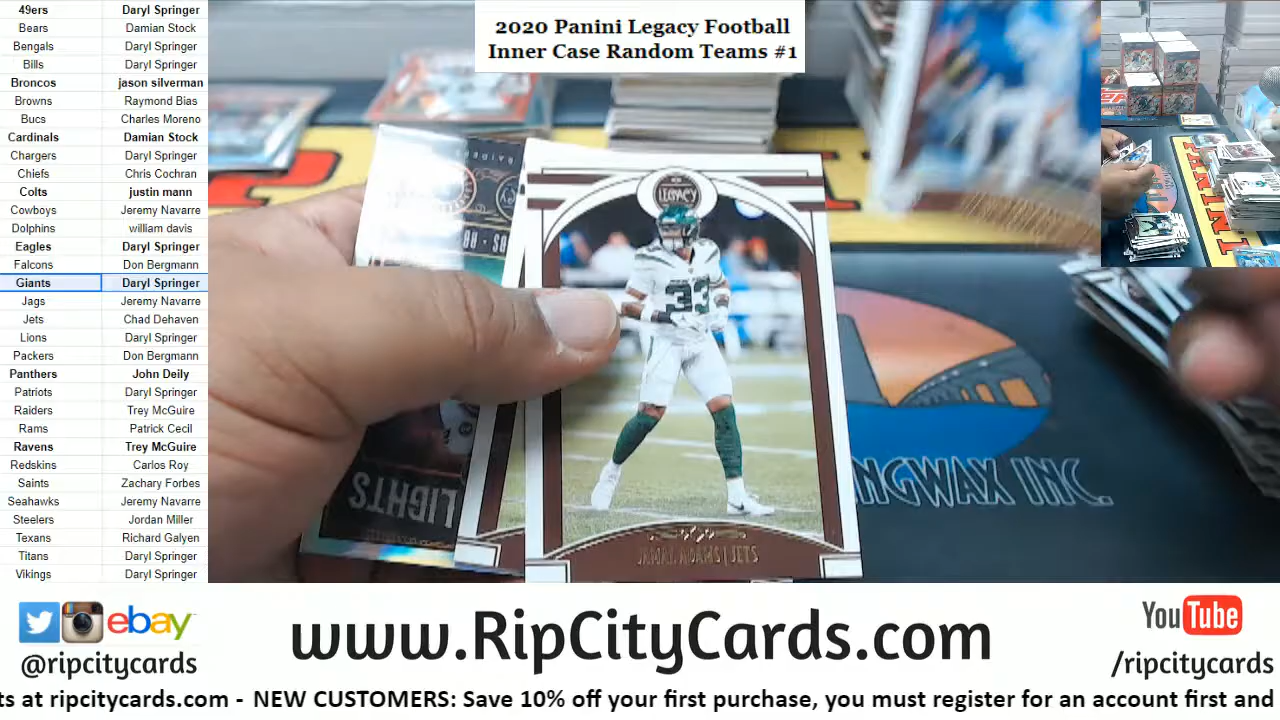 49ers Daryl Springer
Bears Damian Stock
Bengals Daryl Springer
Bills Daryl Springer
Broncos jason silverman
Browns Raymond Bias
Bucs Charles Moreno
Cardinals Damian Stock
Chargers Daryl Springer
Chiefs Chris Cochran
Colts justin mann
Cowboys Jeremy Navarre
Dolphins william davis
Eagles Daryl Springer
Falcons Don Bergmann
Giants Daryl Springer
Jags Jeremy Navarre
Jets Chad Dehaven
Lions Daryl Springer
Packers Don Bergmann
Panthers John Deily
Patriots Daryl Springer
Raiders Trey McGuire
Rams Patrick Cecil
Ravens Trey McGuire
Redskins Carlos Roy
Saints Zachary Forbes
Seahawks Jeremy Navarre
Steelers Jordan Miller
Texans Richard Galyen
Titans Daryl Springer
Vikings Daryl Springer
2020 Panini Legacy Football
Inner Case Random Teams #1
LEGACY
33
JAMAL ADAMS | JETS
LIGHTS
NGWAX INC.
ebay
@ripcitycards
www.RipCityCards.com
YouTube
/ripcitycards
ts at ripcitycards.com - NEW CUSTOMERS: Save 10% off your first purchase, you must register for an account first and